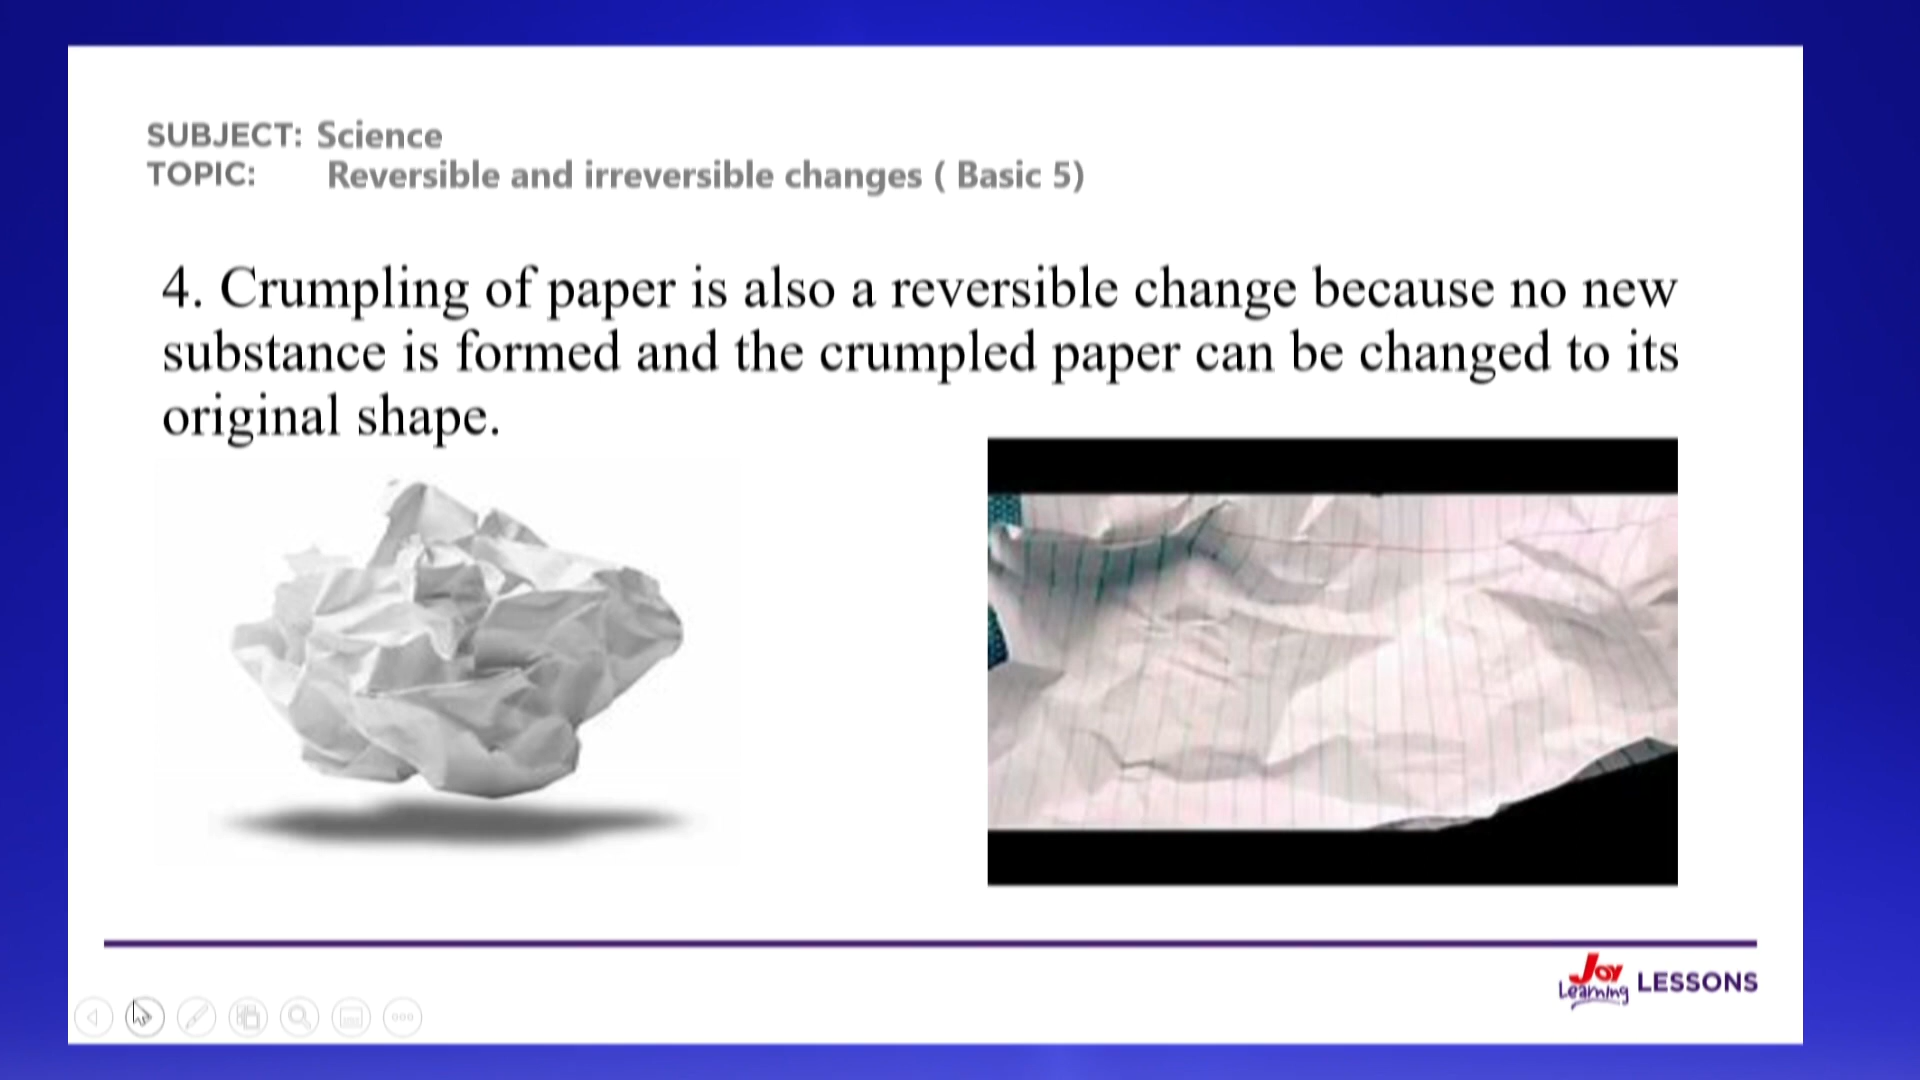 SUBJECT: Science
TOPIC: Reversible and irreversible changes ( Basic 5)
4. Crumpling of paper is also a reversible change because no new
substance is formed and the crumpled paper can be changed to its
original shape.
Joy
Learning LESSONS